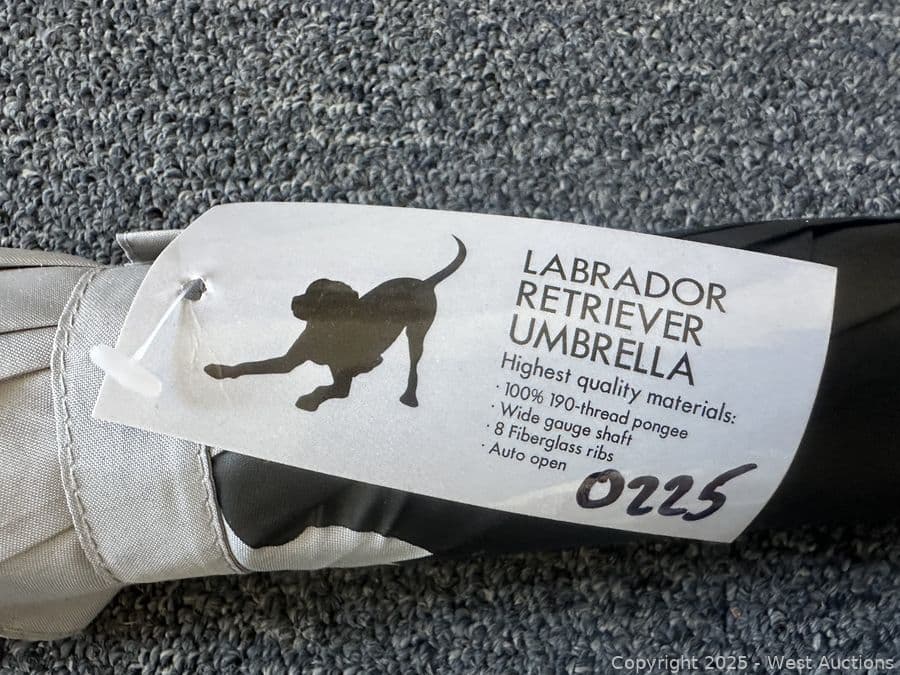 LABRADOR
RETRIEVER
UMBRELLA
Highest quality materials:
· 100% 190-thread pongee
· Wide gauge shaft
· 8 Fiberglass ribs
· Auto open
0225
Copyright 2025 - West Auctions